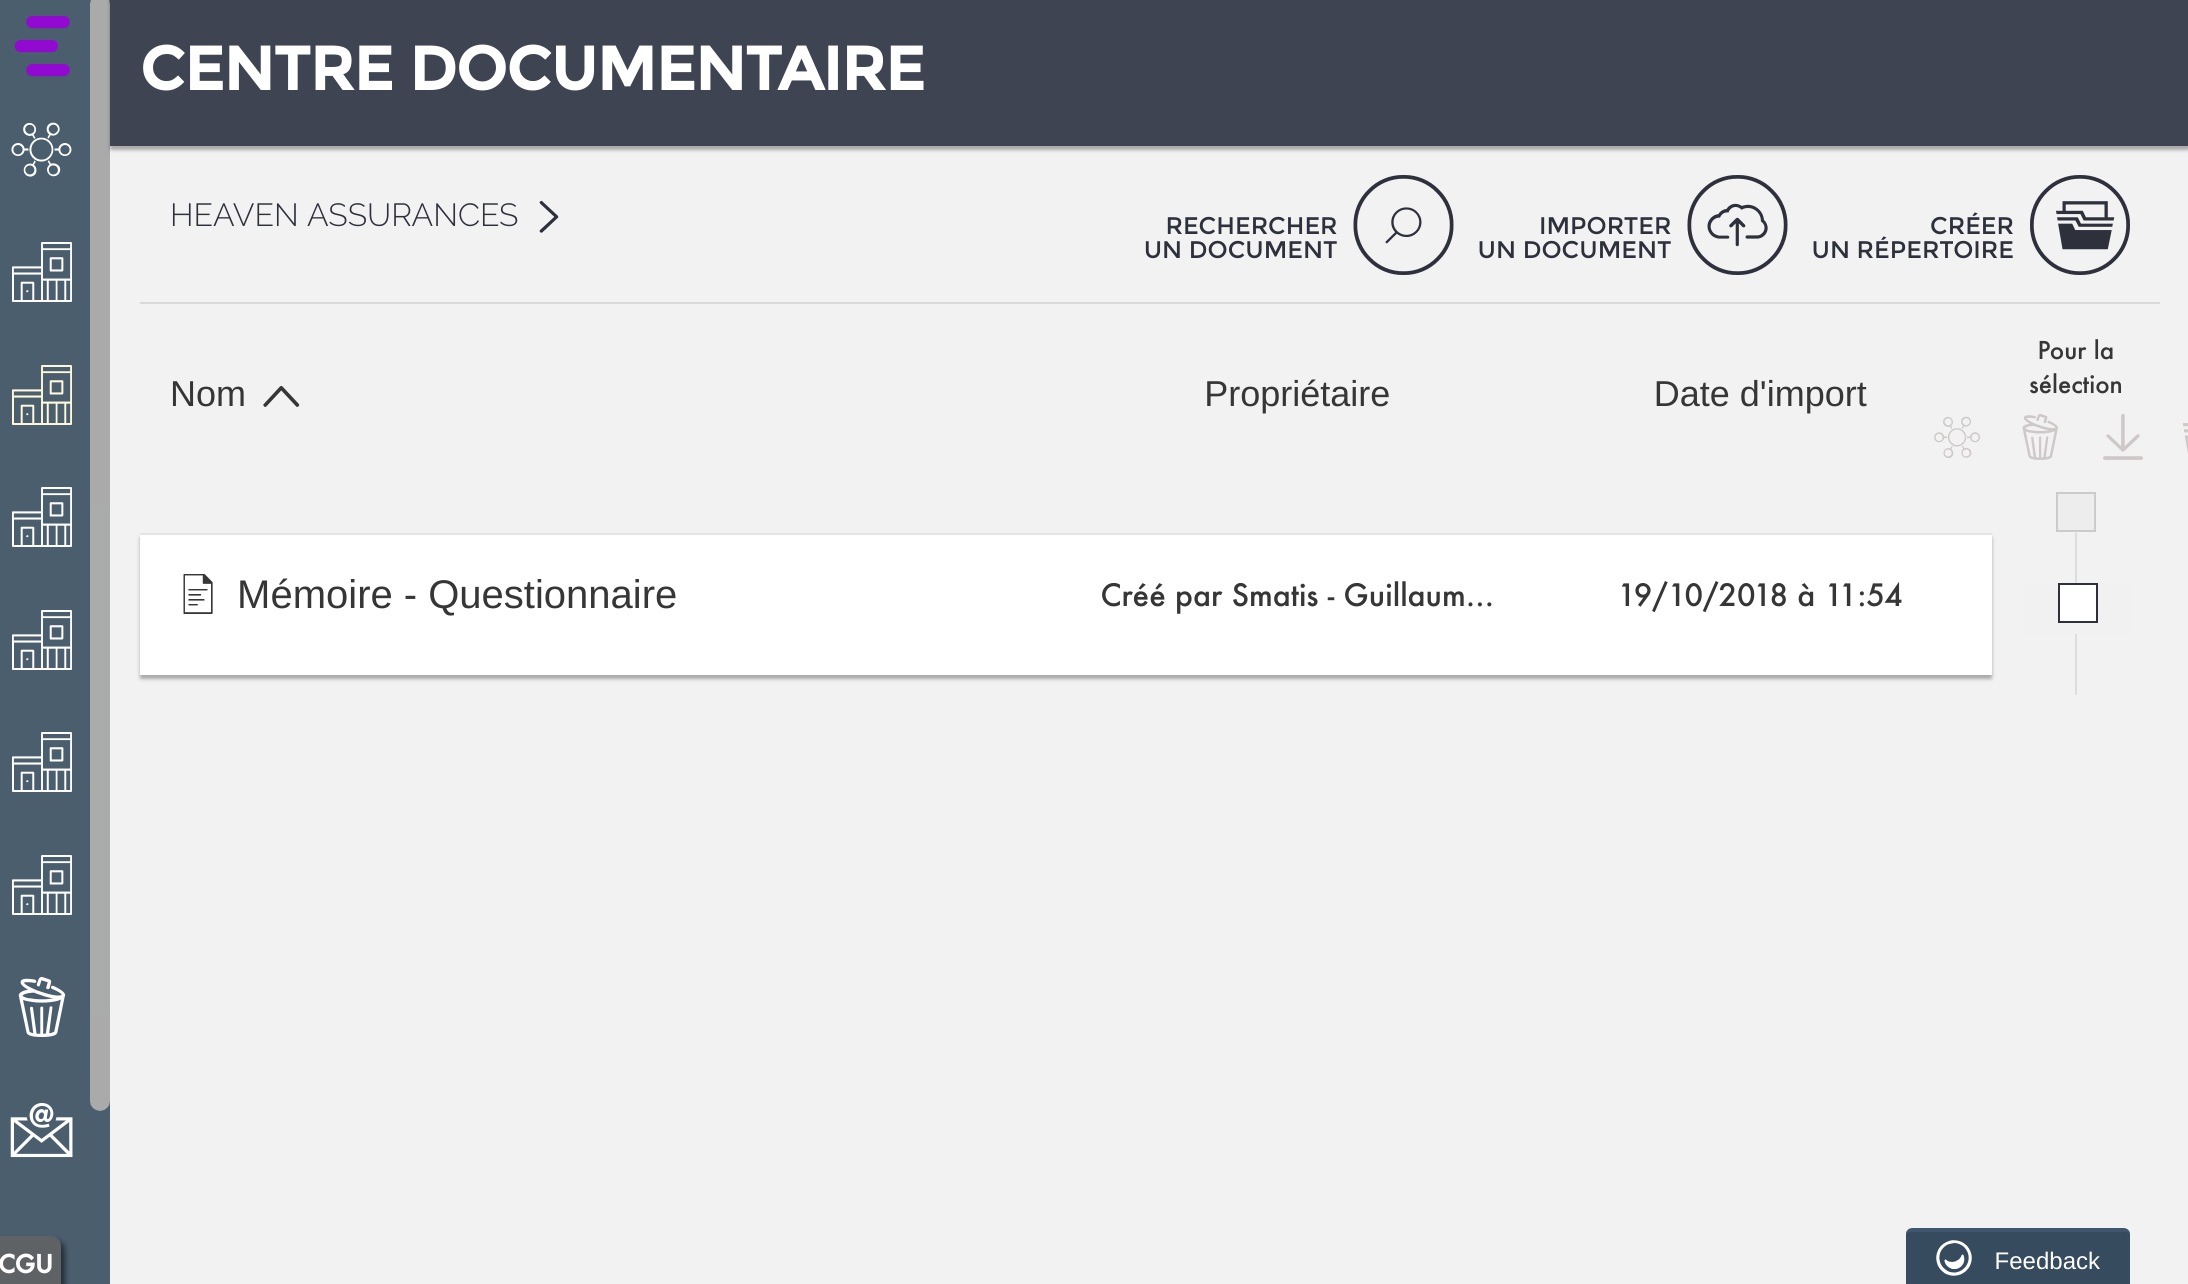 CENTRE DOCUMENTAIRE
HEAVEN ASSURANCES
RECHERCHER
UN DOCUMENT
IMPORTER
UN DOCUMENT
CRÉER
UN RÉPERTOIRE
Nom
Propriétaire
Date d'import
Pour la
sélection
Mémoire - Questionnaire
Créé par Smatis - Guillaum...
19/10/2018 à 11:54
@
CGU
Feedback